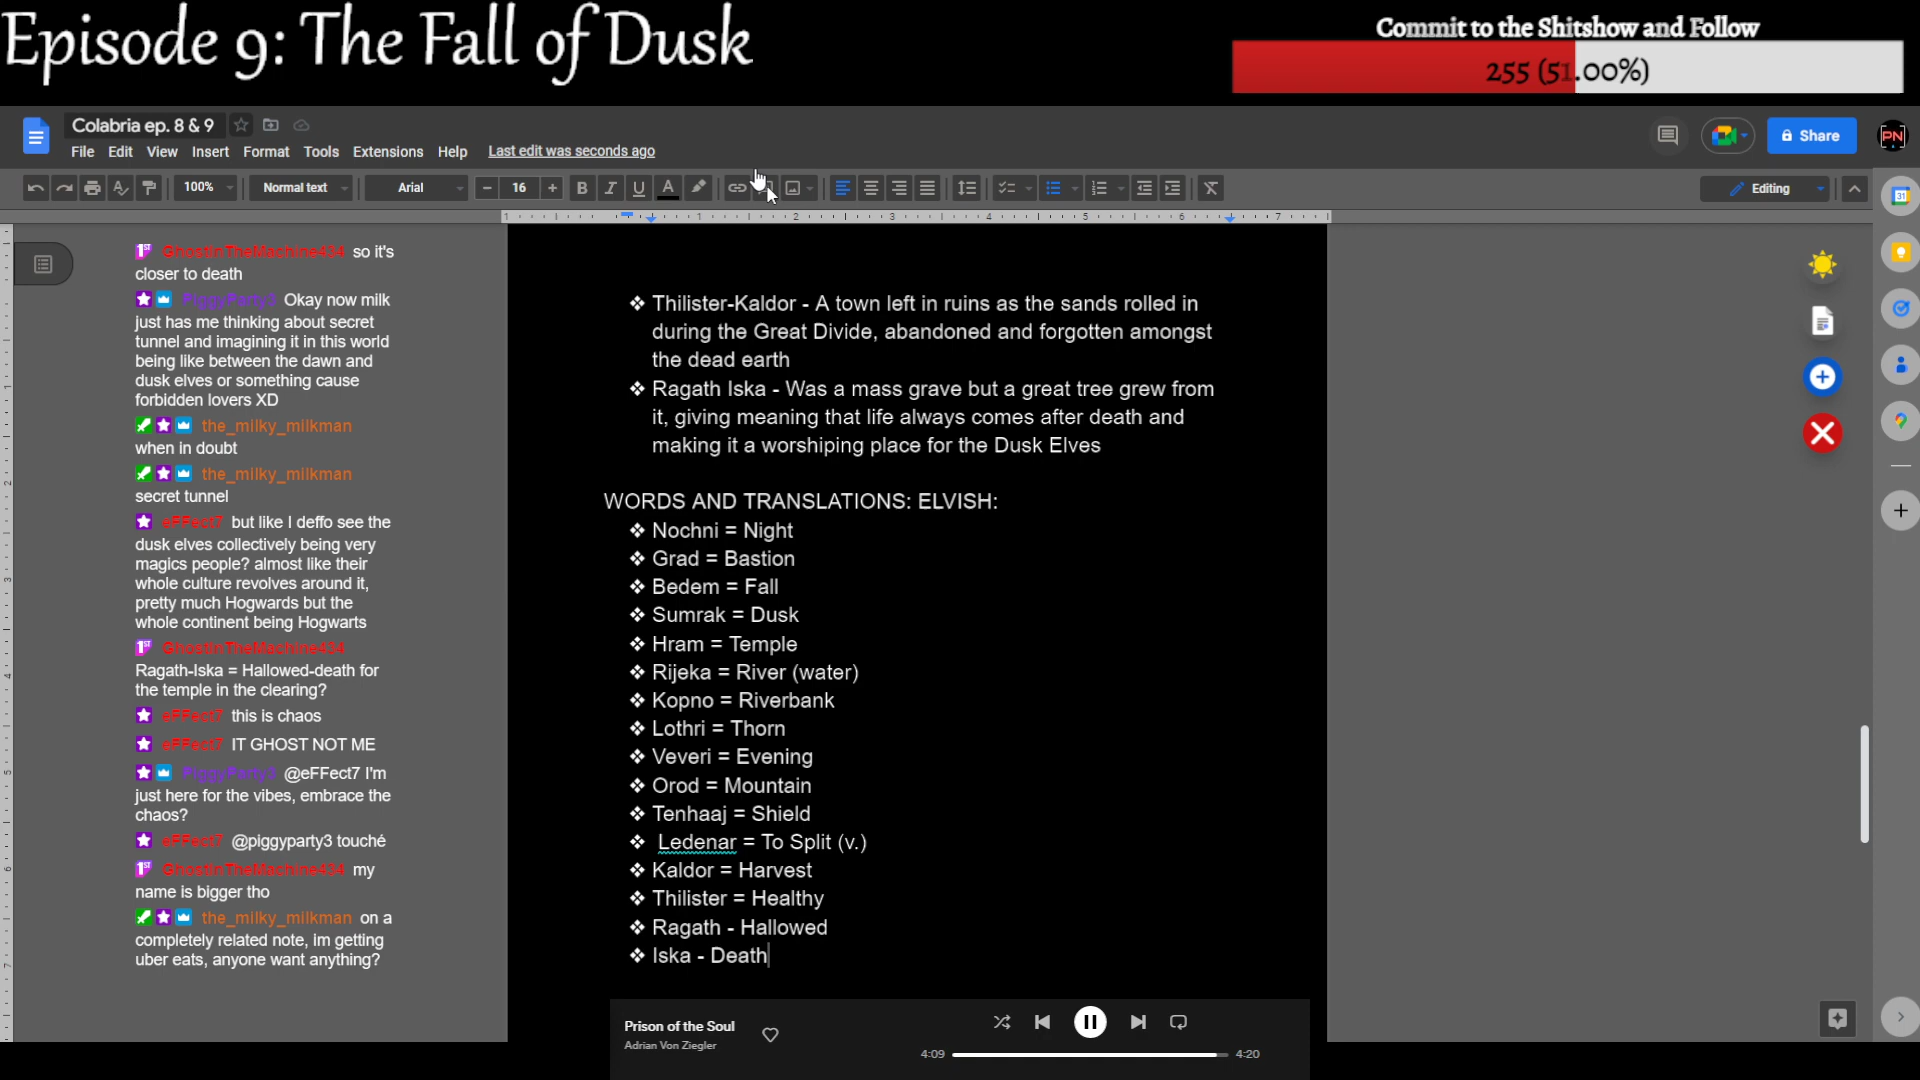 Episode 9: The Fall of Dusk
Commit to the Shitshow and Follow
255 (51.00%)
Colabria ep. 8 & 9
File Edit View Insert Format Tools Extensions Help Last edit was seconds ago
Share
PN
100% Normal text Arial 16 Editing
GhostInTheMachine434 so it's
closer to death
PiggyParty3 Okay now milk
just has me thinking about secret
tunnel and imagining it in this world
being like between the dawn and
dusk elves or something cause
forbidden lovers XD
the_milky_milkman
when in doubt
the_milky_milkman
secret tunnel
eFFect7 but like I deffo see the
dusk elves collectively being very
magics people? almost like their
whole culture revolves around it,
pretty much Hogwards but the
whole continent being Hogwarts
GhostInTheMachine434
Ragath-Iska = Hallowed-death for
the temple in the clearing?
eFFect7 this is chaos
eFFect7 IT GHOST NOT ME
PiggyParty3 @eFFect7 I'm
just here for the vibes, embrace the
chaos?
eFFect7 @piggyparty3 touché
GhostInTheMachine434 my
name is bigger tho
the_milky_milkman on a
completely related note, im getting
uber eats, anyone want anything?
❖ Thilister-Kaldor - A town left in ruins as the sands rolled in
during the Great Divide, abandoned and forgotten amongst
the dead earth
❖ Ragath Iska - Was a mass grave but a great tree grew from
it, giving meaning that life always comes after death and
making it a worshiping place for the Dusk Elves
WORDS AND TRANSLATIONS: ELVISH:
❖ Nochni = Night
❖ Grad = Bastion
❖ Bedem = Fall
❖ Sumrak = Dusk
❖ Hram = Temple
❖ Rijeka = River (water)
❖ Kopno = Riverbank
❖ Lothri = Thorn
❖ Veveri = Evening
❖ Orod = Mountain
❖ Tenhaaj = Shield
❖ Ledenar = To Split (v.)
❖ Kaldor = Harvest
❖ Thilister = Healthy
❖ Ragath - Hallowed
❖ Iska - Death
Prison of the Soul
Adrian Von Ziegler
4:09 4:20